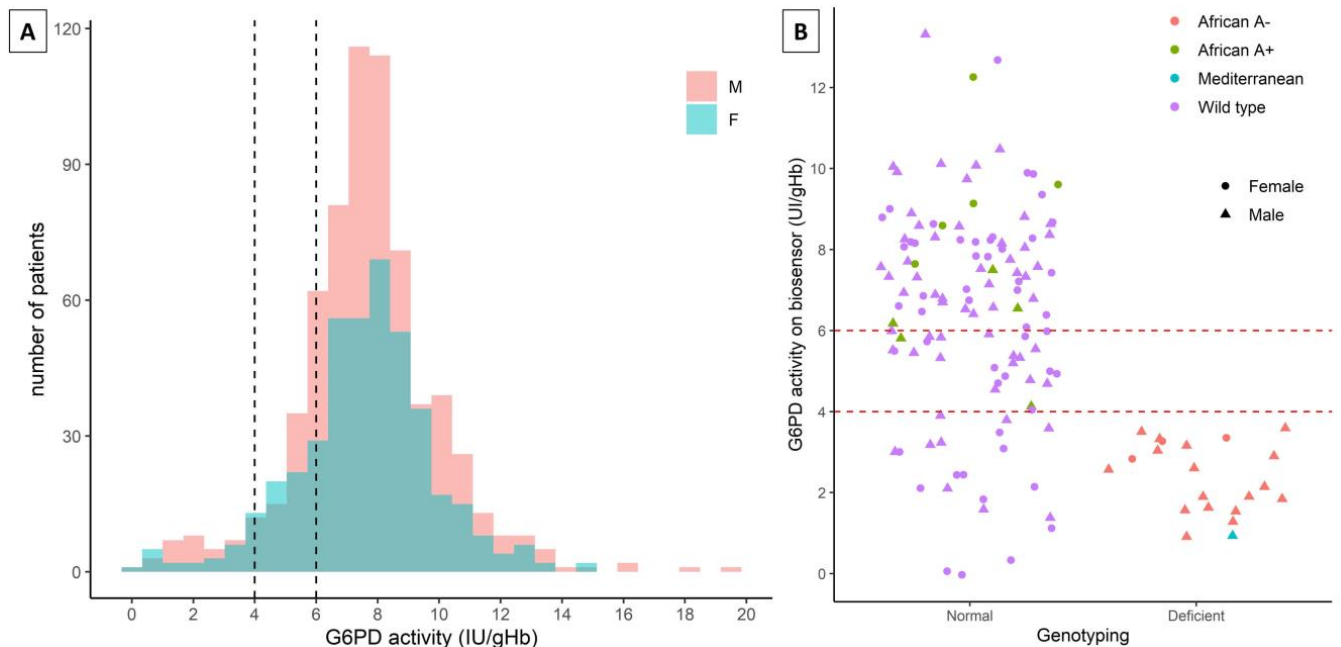 A
120
90
60
30
0
number of patients
M
F
0 2 4 6 8 10 12 14 16 18 20
G6PD activity (IU/gHb)
B
12
10
8
6
4
2
0
G6PD activity on biosensor (UI/gHb)
African A-
African A+
Mediterranean
Wild type
Female
Male
Normal Deficient
Genotyping